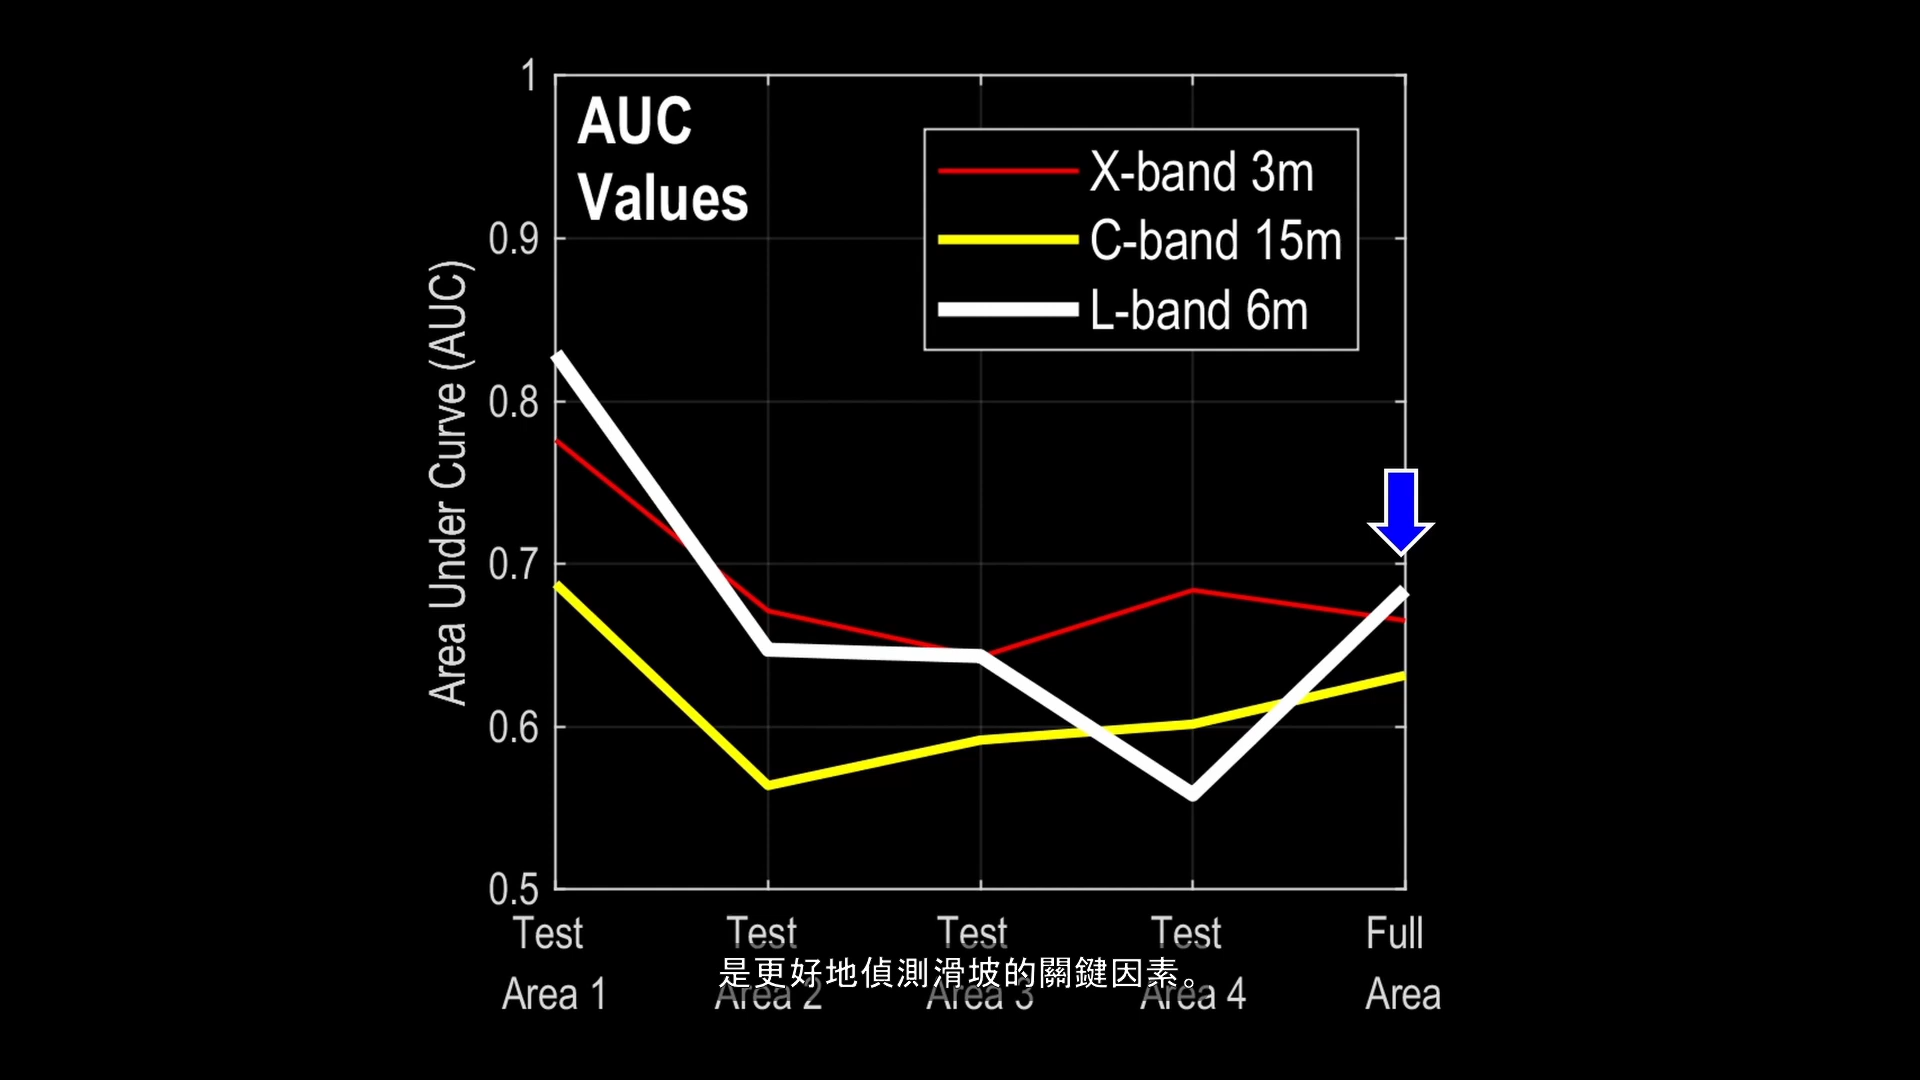 1
AUC
Values
X-band 3m
C-band 15m
L-band 6m
0.9
0.8
0.7
0.6
0.5
Area Under Curve (AUC)
Test Area 1
Test Area 2
Test Area 3
Test Area 4
Full Area
是更好地偵測滑坡的關鍵因素。